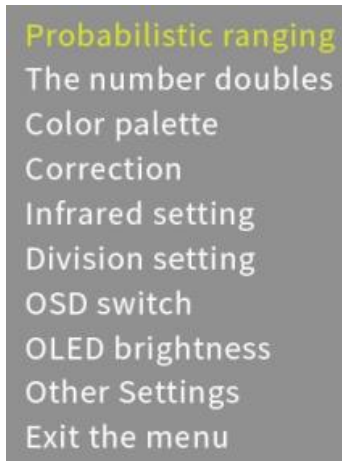 Probabilistic ranging
The number doubles
Color palette
Correction
Infrared setting
Division setting
OSD switch
OLED brightness
Other Settings
Exit the menu